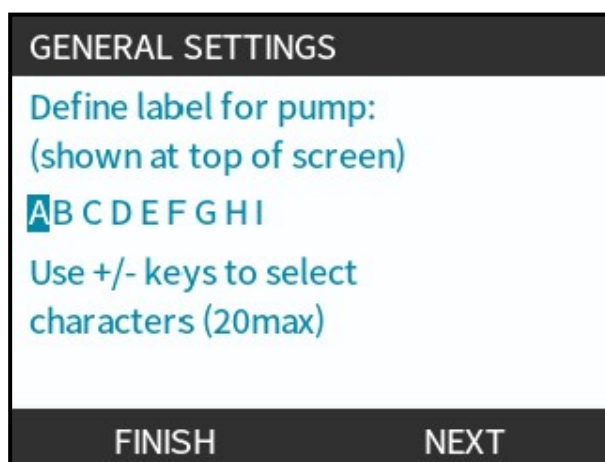 GENERAL SETTINGS
Define label for pump:
(shown at top of screen)
A B C D E F G H I
Use +/- keys to select
characters (20max)
FINISH NEXT